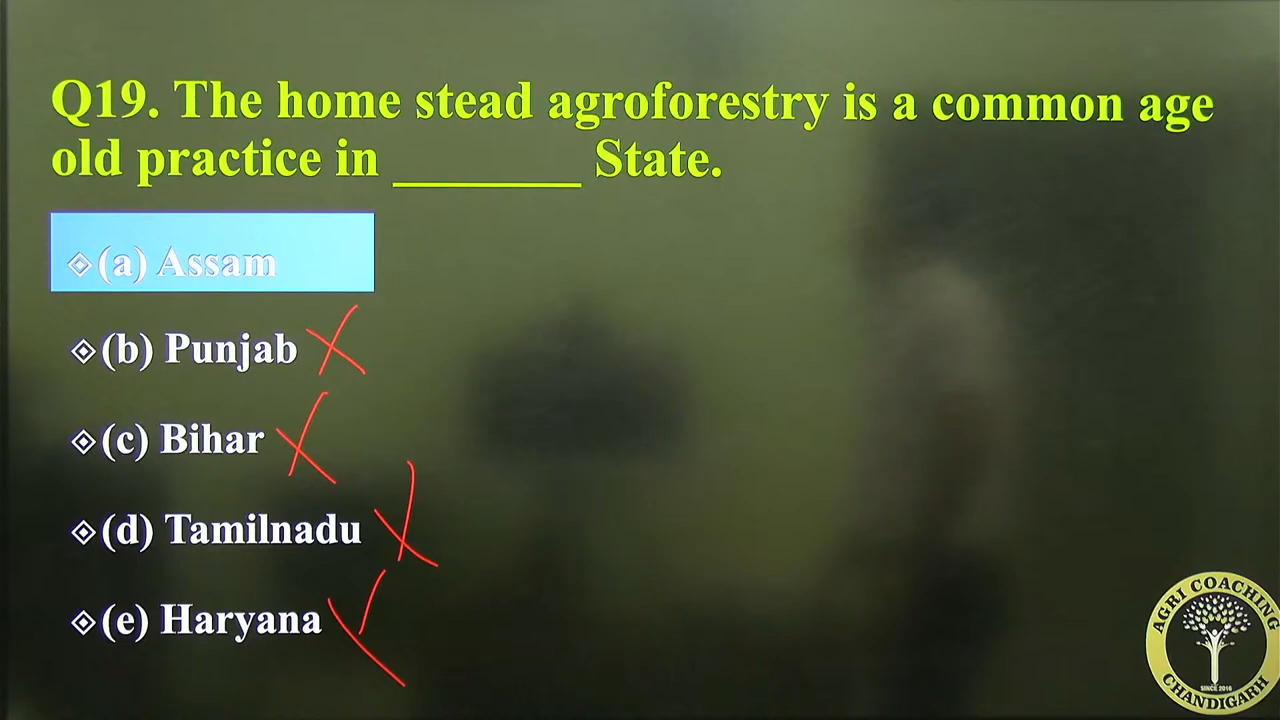 Q19. The home stead agroforestry is a common age
old practice in ________ State.
(a) Assam
(b) Punjab
(c) Bihar
(d) Tamilnadu
(e) Haryana
AGRI COACHING
SINCE 2016
CHANDIGARH